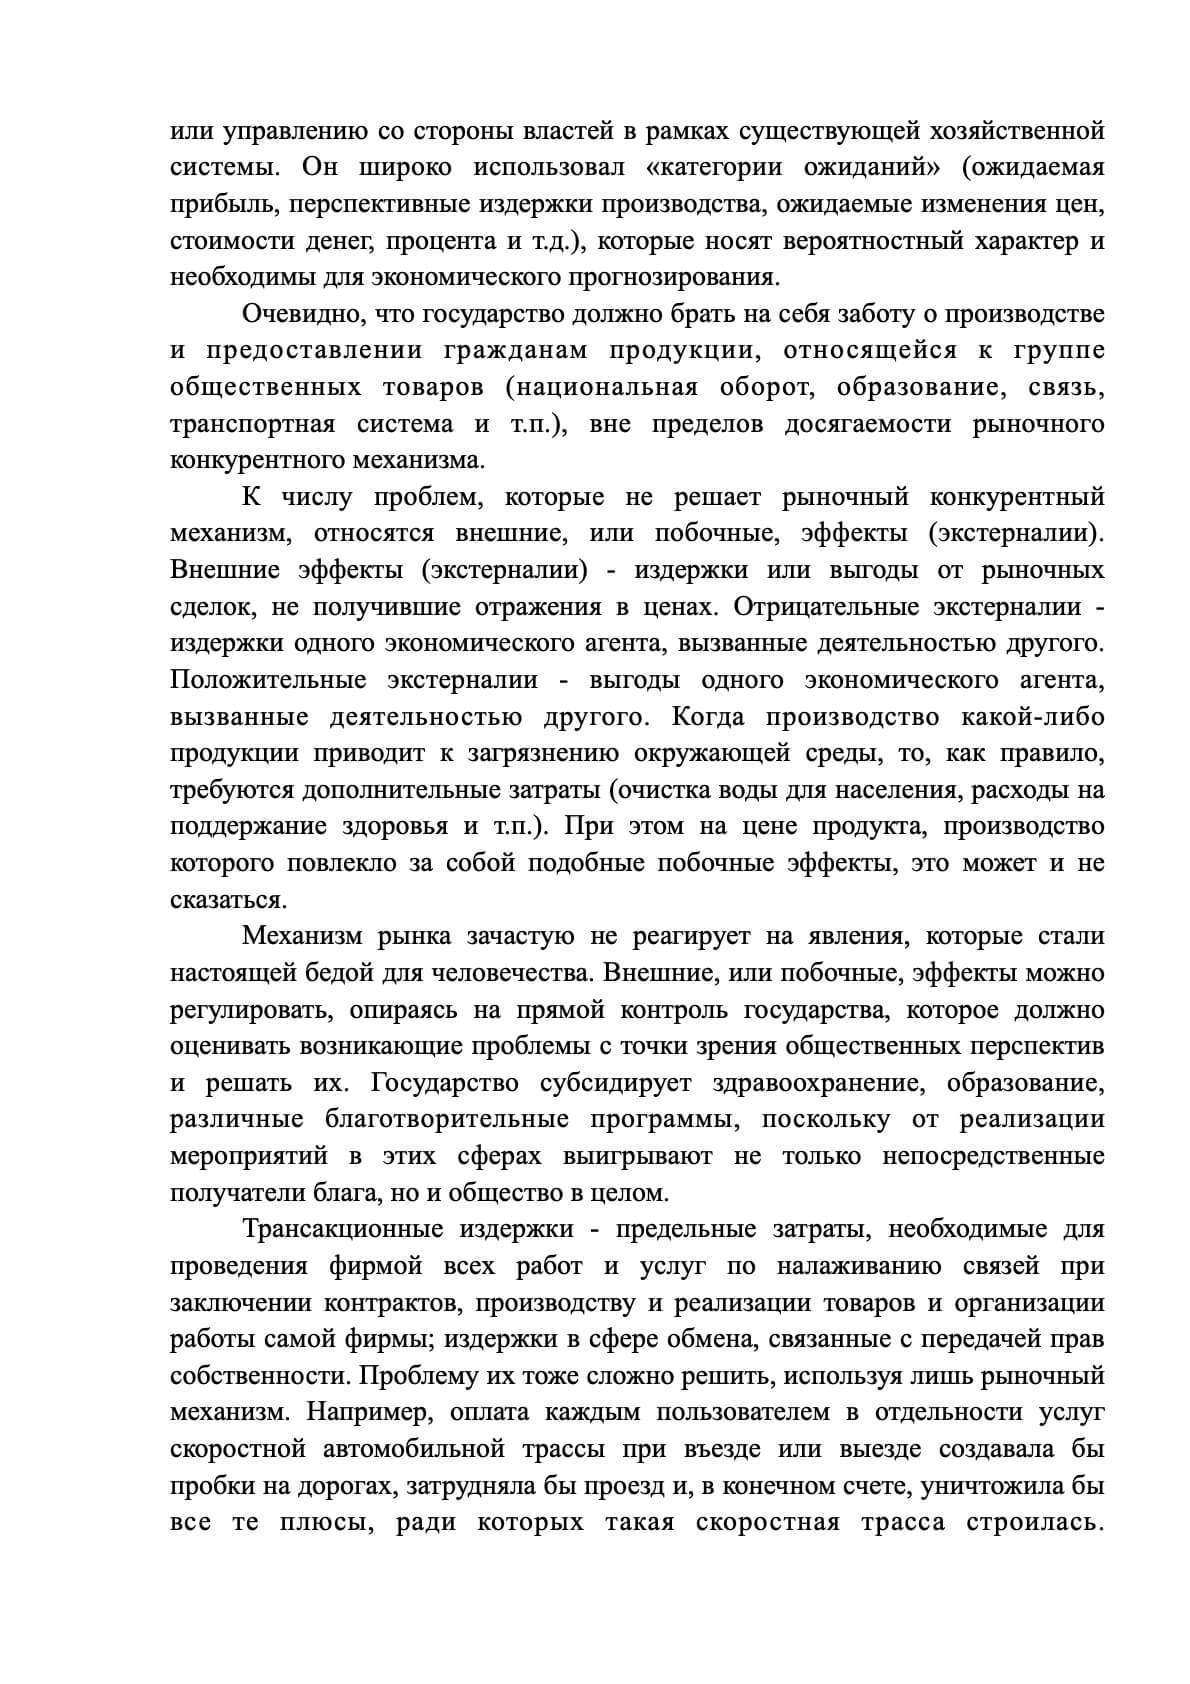 или управлению со стороны властей в рамках существующей хозяйственной
системы. Он широко использовал «категории ожиданий» (ожидаемая
прибыль, перспективные издержки производства, ожидаемые изменения цен,
стоимости денег, процента и т.д.), которые носят вероятностный характер и
необходимы для экономического прогнозирования.
Очевидно, что государство должно брать на себя заботу о производстве
и предоставлении гражданам продукции, относящейся к группе
общественных товаров (национальная оборот, образование, связь,
транспортная система и т.п.), вне пределов досягаемости рыночного
конкурентного механизма.
К числу проблем, которые не решает рыночный конкурентный
механизм, относятся внешние, или побочные, эффекты (экстерналии).
Внешние эффекты (экстерналии) - издержки или выгоды от рыночных
сделок, не получившие отражения в ценах. Отрицательные экстерналии -
издержки одного экономического агента, вызванные деятельностью другого.
Положительные экстерналии - выгоды одного экономического агента,
вызванные деятельностью другого. Когда производство какой-либо
продукции приводит к загрязнению окружающей среды, то, как правило,
требуются дополнительные затраты (очистка воды для населения, расходы на
поддержание здоровья и т.п.). При этом на цене продукта, производство
которого повлекло за собой подобные побочные эффекты, это может и не
сказаться.
Механизм рынка зачастую не реагирует на явления, которые стали
настоящей бедой для человечества. Внешние, или побочные, эффекты можно
регулировать, опираясь на прямой контроль государства, которое должно
оценивать возникающие проблемы с точки зрения общественных перспектив
и решать их. Государство субсидирует здравоохранение, образование,
различные благотворительные программы, поскольку от реализации
мероприятий в этих сферах выигрывают не только непосредственные
получатели блага, но и общество в целом.
Трансакционные издержки - предельные затраты, необходимые для
проведения фирмой всех работ и услуг по налаживанию связей при
заключении контрактов, производству и реализации товаров и организации
работы самой фирмы; издержки в сфере обмена, связанные с передачей прав
собственности. Проблему их тоже сложно решить, используя лишь рыночный
механизм. Например, оплата каждым пользователем в отдельности услуг
скоростной автомобильной трассы при въезде или выезде создавала бы
пробки на дорогах, затрудняла бы проезд и, в конечном счете, уничтожила бы
все те плюсы, ради которых такая скоростная трасса строилась.